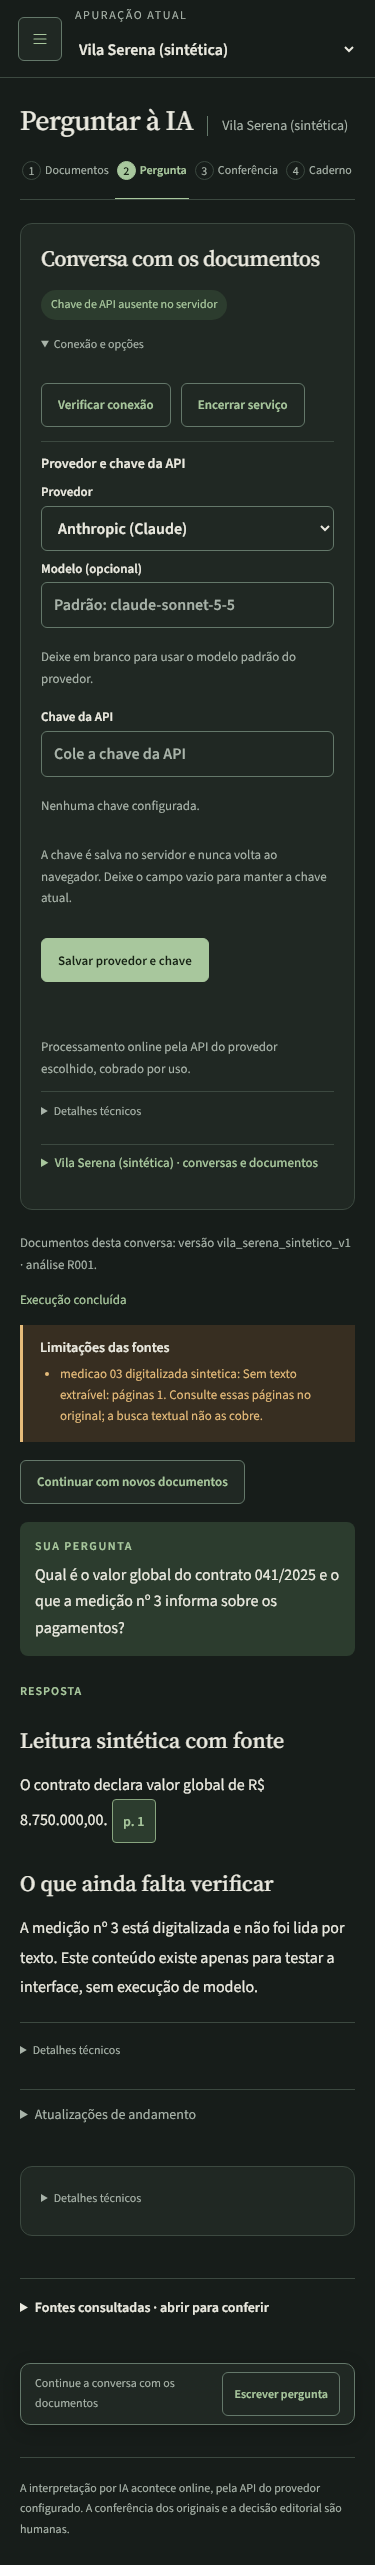 APURAÇÃO ATUAL
Vila Serena (sintética)
Perguntar à IA
Vila Serena (sintética)
1 Documentos 2 Pergunta 3 Conferência 4 Caderno
Conversa com os documentos
Chave de API ausente no servidor
Conexão e opções
Verificar conexão
Encerrar serviço
Provedor e chave da API
Provedor
Anthropic (Claude)
Modelo (opcional)
Padrão: claude-sonnet-5-5
Deixe em branco para usar o modelo padrão do
provedor.
Chave da API
Cole a chave da API
Nenhuma chave configurada.
A chave é salva no servidor e nunca volta ao
navegador. Deixe o campo vazio para manter a chave
atual.
Salvar provedor e chave
Processamento online pela API do provedor
escolhido, cobrado por uso.
Detalhes técnicos
Vila Serena (sintética) · conversas e documentos
Documentos desta conversa: versão vila_serena_sintetico_v1
· análise R001.
Execução concluída
Limitações das fontes
• medicao 03 digitalizada sintetica: Sem texto
extraível: páginas 1. Consulte essas páginas no
original; a busca textual não as cobre.
Continuar com novos documentos
SUA PERGUNTA
Qual é o valor global do contrato 041/2025 e o
que a medição nº 3 informa sobre os
pagamentos?
RESPOSTA
Leitura sintética com fonte
O contrato declara valor global de R$
8.750.000,00. p. 1
O que ainda falta verificar
A medição nº 3 está digitalizada e não foi lida por
texto. Este conteúdo existe apenas para testar a
interface, sem execução de modelo.
Detalhes técnicos
Atualizações de andamento
Detalhes técnicos
Fontes consultadas · abrir para conferir
Continue a conversa com os
documentos
Escrever pergunta
A interpretação por IA acontece online, pela API do provedor
configurado. A conferência dos originais e a decisão editorial são
humanas.